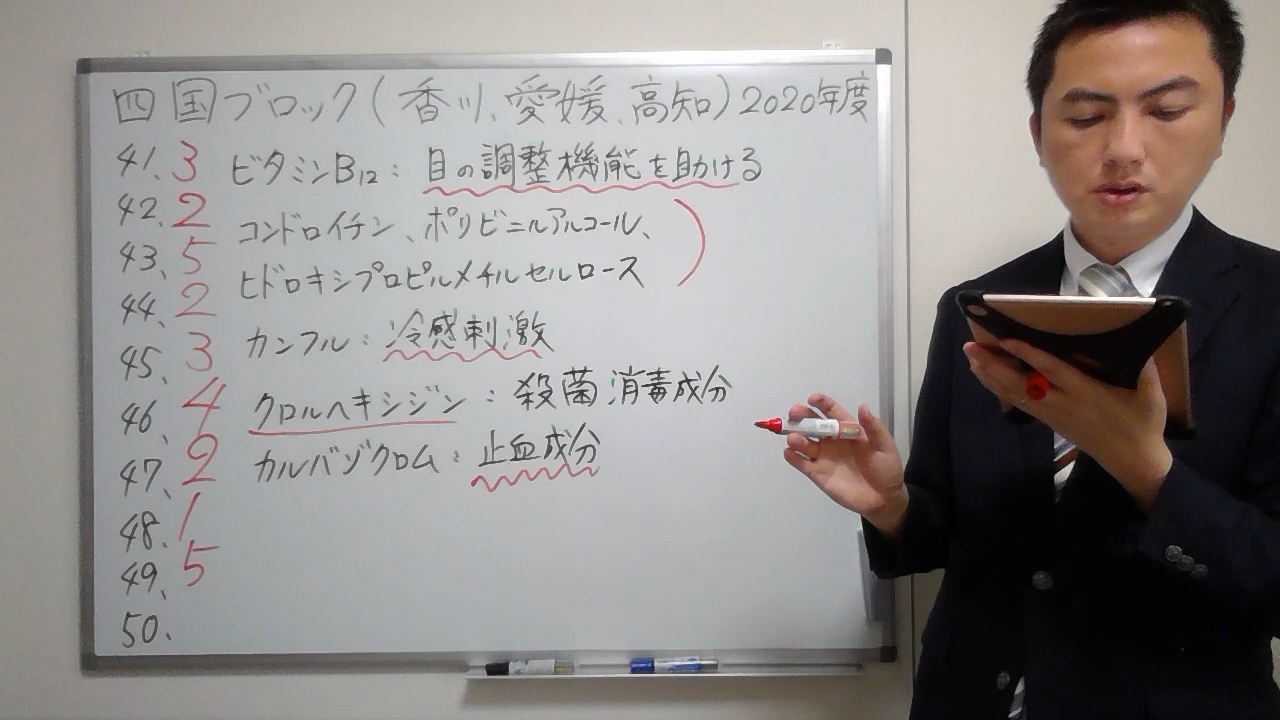 四国ブロック(香川、愛媛、高知)2020年度
41、3 ビタミンB12：目の調整機能を助ける
42、2 コンドロイチン、ポリビニルアルコール、
43、5 ヒドロキシプロピルメチルセルロース
44、2
45、3 カンフル：冷感刺激
46、4 クロルヘキシジン：殺菌消毒成分
47、2 カルバゾクロム：止血成分
48、1
49、5
50、